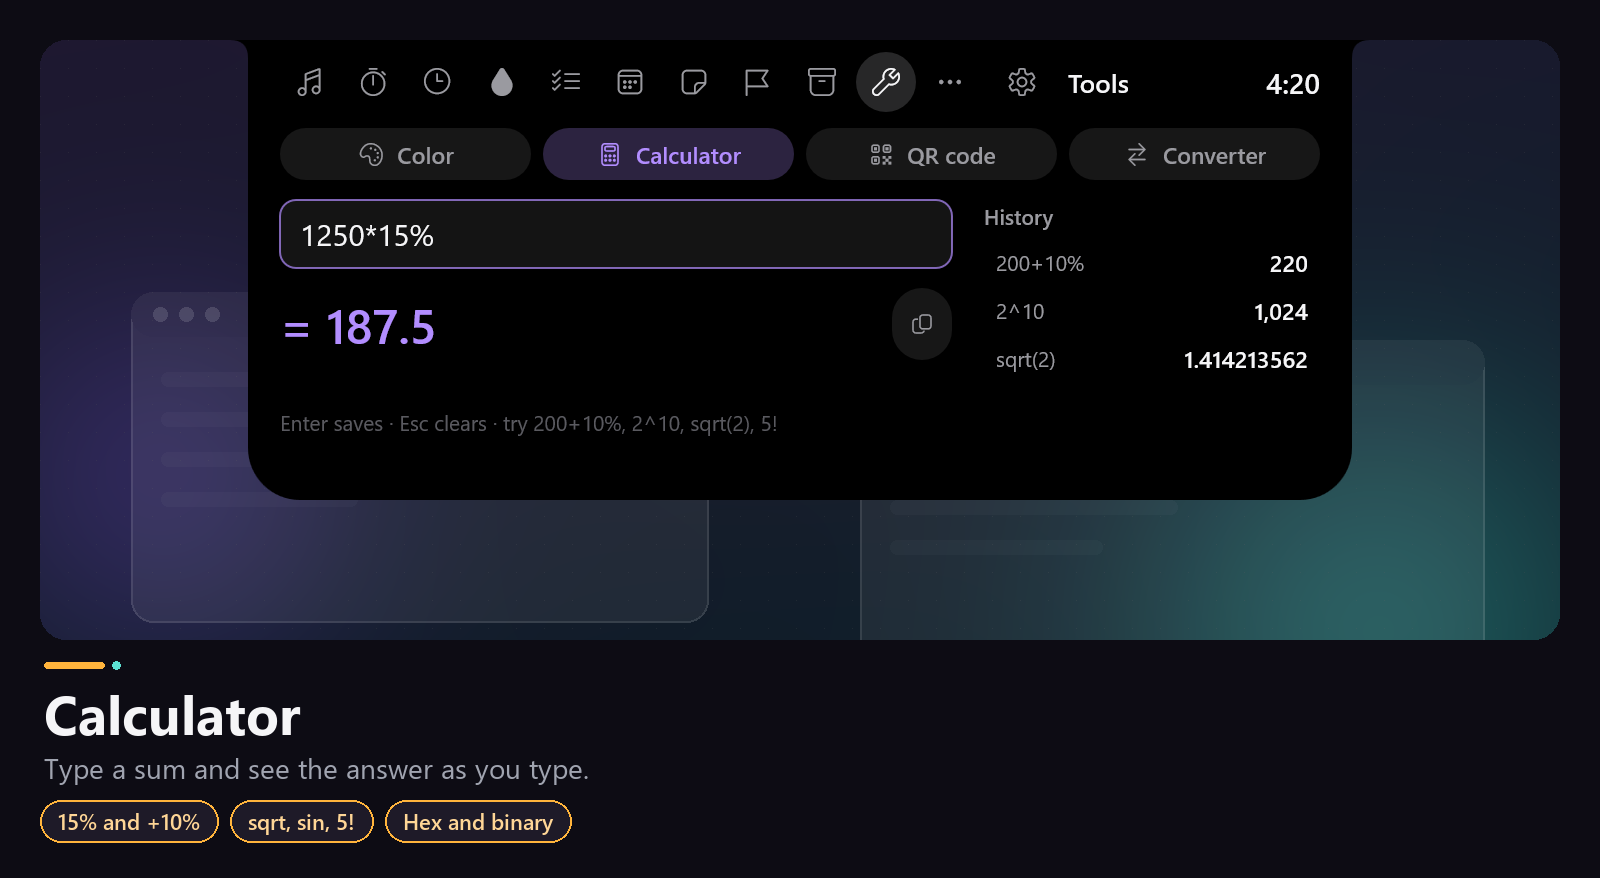 Tools 4:20
Color Calculator QR code Converter
1250*15%
= 187.5
History
200+10% 220
2^10 1,024
sqrt(2) 1.414213562
Enter saves · Esc clears · try 200+10%, 2^10, sqrt(2), 5!
Calculator
Type a sum and see the answer as you type.
15% and +10% sqrt, sin, 5! Hex and binary